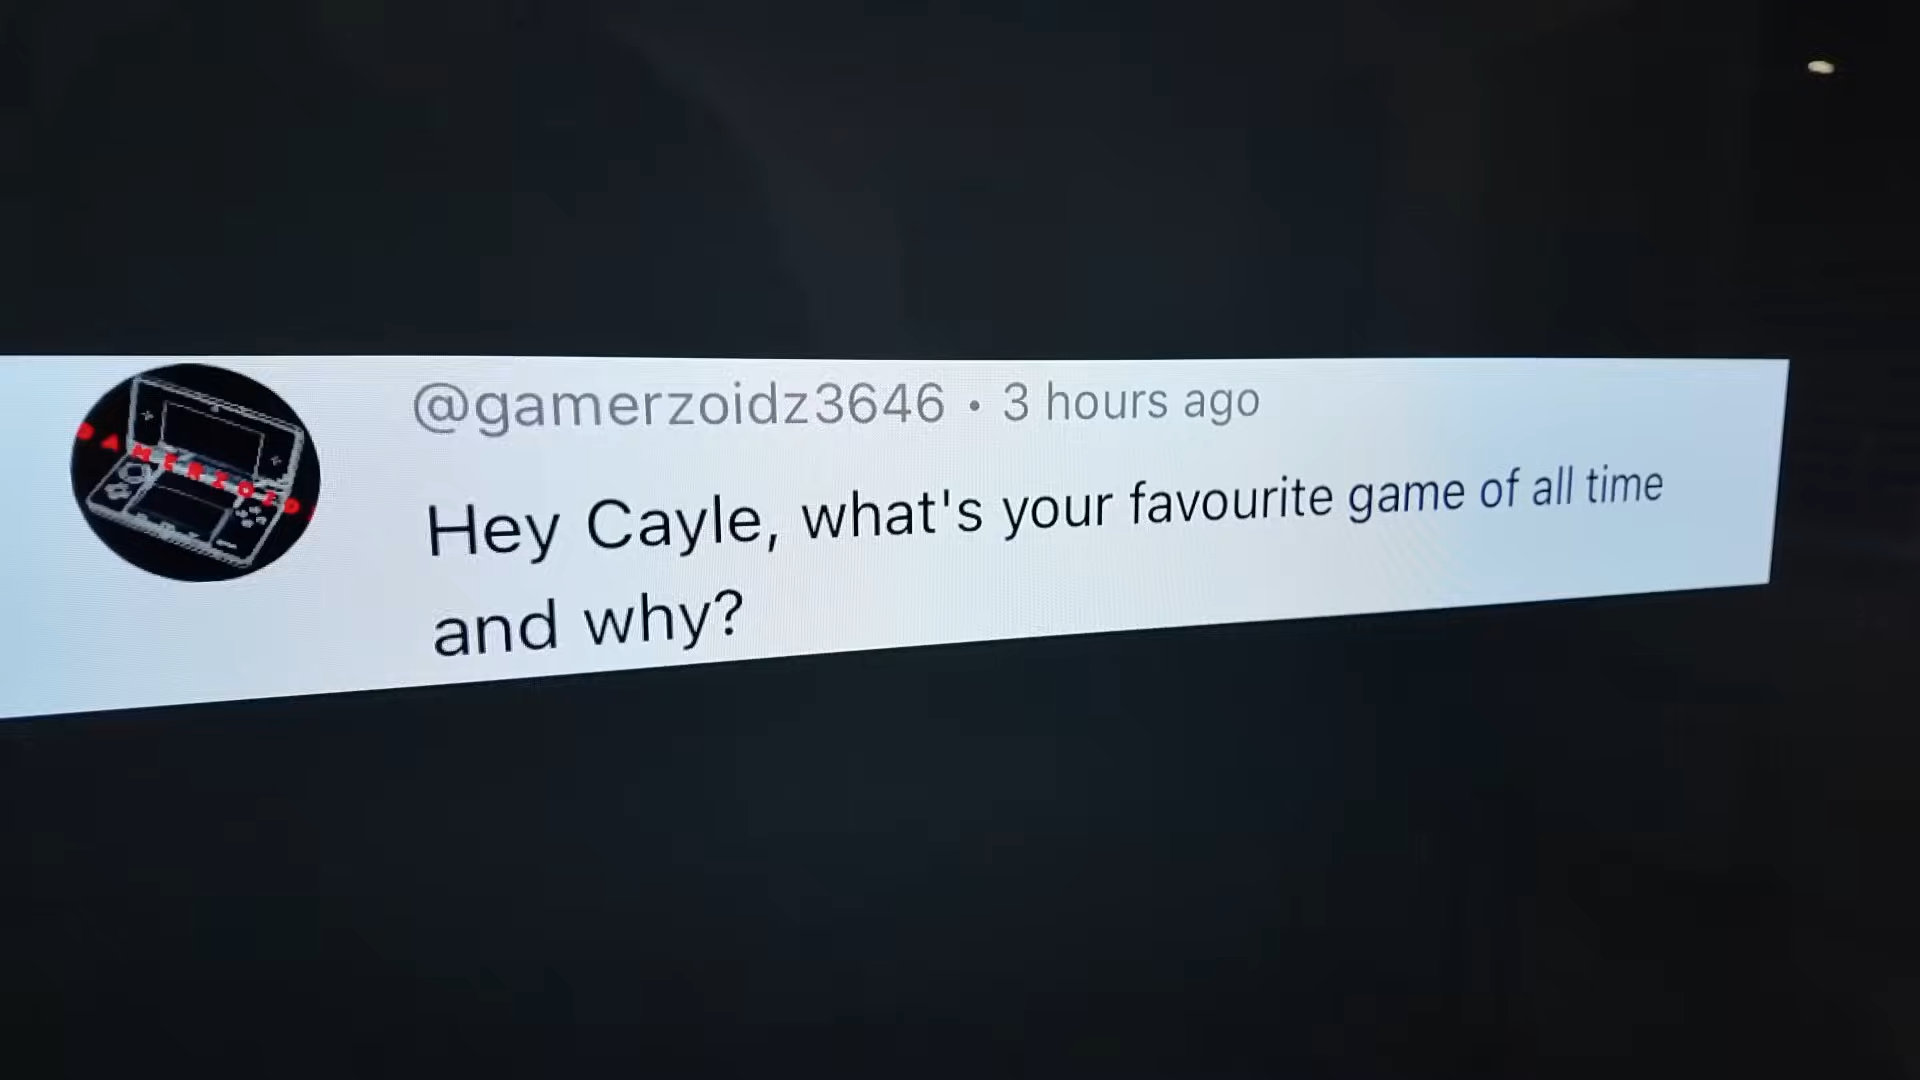 @gamerzoidz3646 · 3 hours ago
Hey Cayle, what's your favourite game of all time
and why?